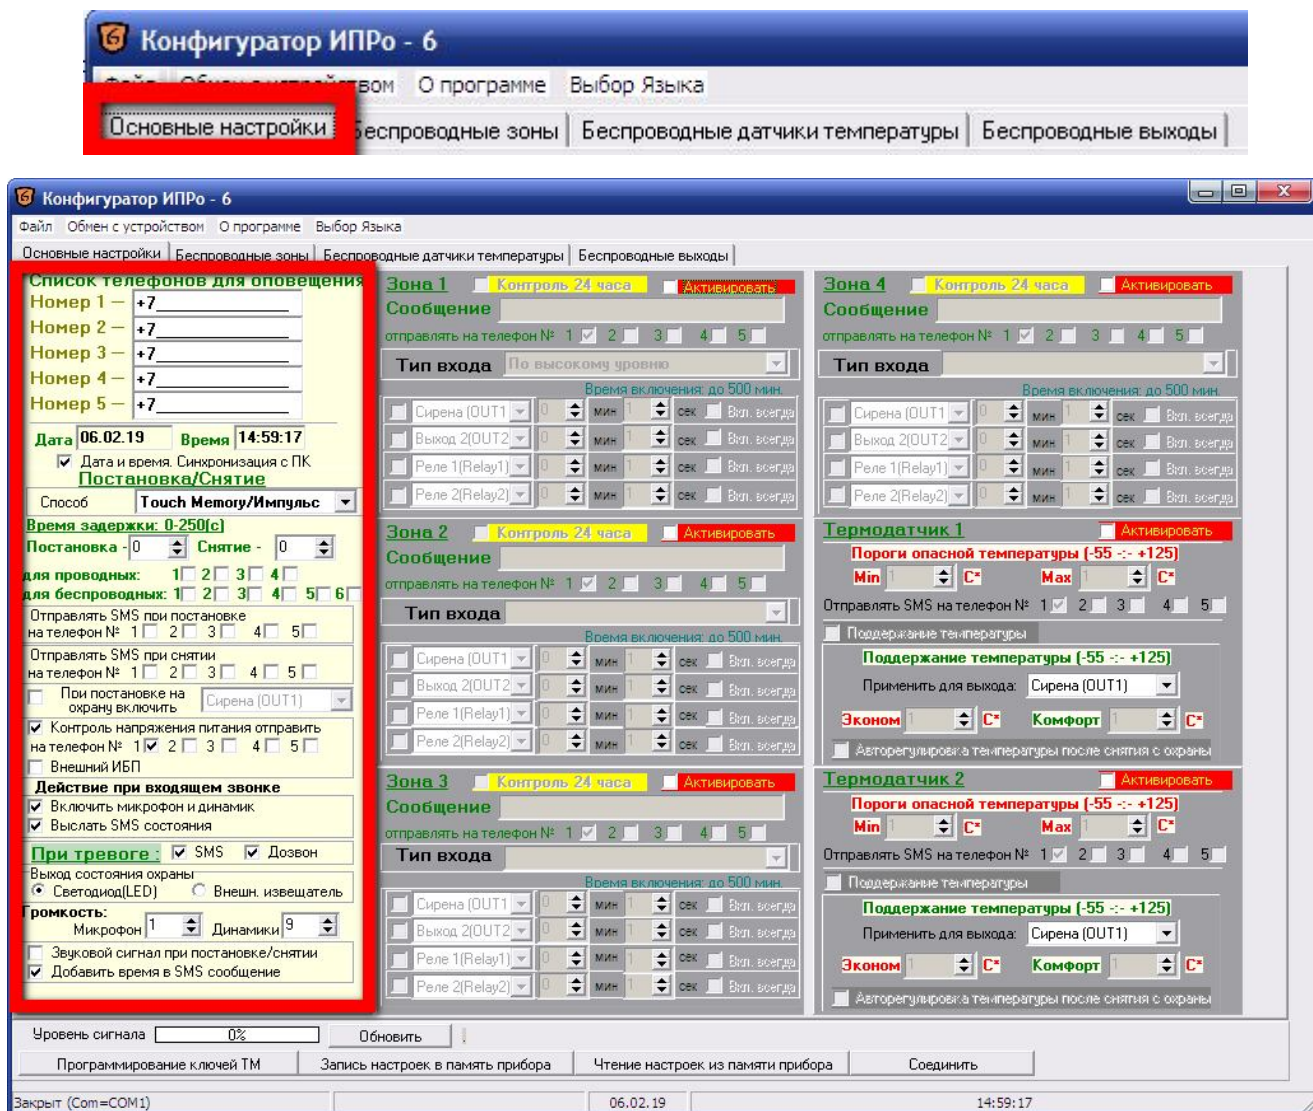 Конфигуратор ИПРо - 6
Файл Обмен с устройством О программе Выбор Языка
Основные настройки Беспроводные зоны Беспроводные датчики температуры Беспроводные выходы
Конфигуратор ИПРо - 6
Файл Обмен с устройством О программе Выбор Языка
Основные настройки Беспроводные зоны Беспроводные датчики температуры Беспроводные выходы
Список телефонов для оповещения
Номер 1 – +7
Номер 2 – +7
Номер 3 – +7
Номер 4 – +7
Номер 5 – +7
Дата 06.02.19 Время 14:59:17
Дата и время. Синхронизация с ПК
Постановка/Снятие
Способ Touch Memory/Импульс
Время задержки: 0-250(с)
Постановка - 0 Снятие - 0
для проводных: 1 2 3 4
для беспроводных: 1 2 3 4 5 6
Отправлять SMS при постановке
на телефон № 1 2 3 4 5
Отправлять SMS при снятии
на телефон № 1 2 3 4 5
При постановке на
охрану включить Сирена (OUT1)
Контроль напряжения питания отправить
на телефон № 1 2 3 4 5
Внешний ИБП
Действие при входящем звонке
Включить микрофон и динамик
Выслать SMS состояния
При тревоге : SMS Дозвон
Выход состояния охраны
Светодиод(LED) Внешн. извещатель
Громкость:
Микрофон 1 Динамики 9
Звуковой сигнал при постановке/снятии
Добавить время в SMS сообщение
Зона 1 Контроль 24 часа Активировать
Сообщение
отправлять на телефон № 1 2 3 4 5
Тип входа По высокому уровню
Время включения: до 500 мин.
Сирена (OUT1 0 мин 1 сек Вкл. всегда
Выход 2(OUT2 0 мин 1 сек Вкл. всегда
Реле 1(Relay1) 0 мин 1 сек Вкл. всегда
Реле 2(Relay2) 0 мин 1 сек Вкл. всегда
Зона 2 Контроль 24 часа Активировать
Сообщение
отправлять на телефон № 1 2 3 4 5
Тип входа
Время включения: до 500 мин.
Сирена (OUT1 0 мин 1 сек Вкл. всегда
Выход 2(OUT2 0 мин 1 сек Вкл. всегда
Реле 1(Relay1) 0 мин 1 сек Вкл. всегда
Реле 2(Relay2) 0 мин 1 сек Вкл. всегда
Зона 3 Контроль 24 часа Активировать
Сообщение
отправлять на телефон № 1 2 3 4 5
Тип входа
Время включения: до 500 мин.
Сирена (OUT1 0 мин 1 сек Вкл. всегда
Выход 2(OUT2 0 мин 1 сек Вкл. всегда
Реле 1(Relay1) 0 мин 1 сек Вкл. всегда
Реле 2(Relay2) 0 мин 1 сек Вкл. всегда
Зона 4 Контроль 24 часа Активировать
Сообщение
отправлять на телефон № 1 2 3 4 5
Тип входа
Время включения: до 500 мин.
Сирена (OUT1 0 мин 1 сек Вкл. всегда
Выход 2(OUT2 0 мин 1 сек Вкл. всегда
Реле 1(Relay1) 0 мин 1 сек Вкл. всегда
Реле 2(Relay2) 0 мин 1 сек Вкл. всегда
Термодатчик 1 Активировать
Пороги опасной температуры (-55 -:- +125)
Min 1 C* Max 1 C*
Отправлять SMS на телефон № 1 2 3 4 5
Поддержание температуры
Поддержание температуры (-55 -:- +125)
Применить для выхода: Сирена (OUT1)
Эконом 1 C* Комфорт 1 C*
Авторегулировка температуры после снятия с охраны
Термодатчик 2 Активировать
Пороги опасной температуры (-55 -:- +125)
Min 1 C* Max 1 C*
Отправлять SMS на телефон № 1 2 3 4 5
Поддержание температуры
Поддержание температуры (-55 -:- +125)
Применить для выхода: Сирена (OUT1)
Эконом 1 C* Комфорт 1 C*
Авторегулировка температуры после снятия с охраны
Уровень сигнала 0% Обновить
Программирование ключей ТМ Запись настроек в память прибора Чтение настроек из памяти прибора Соединить
Закрыт (Com=COM1) 06.02.19 14:59:17